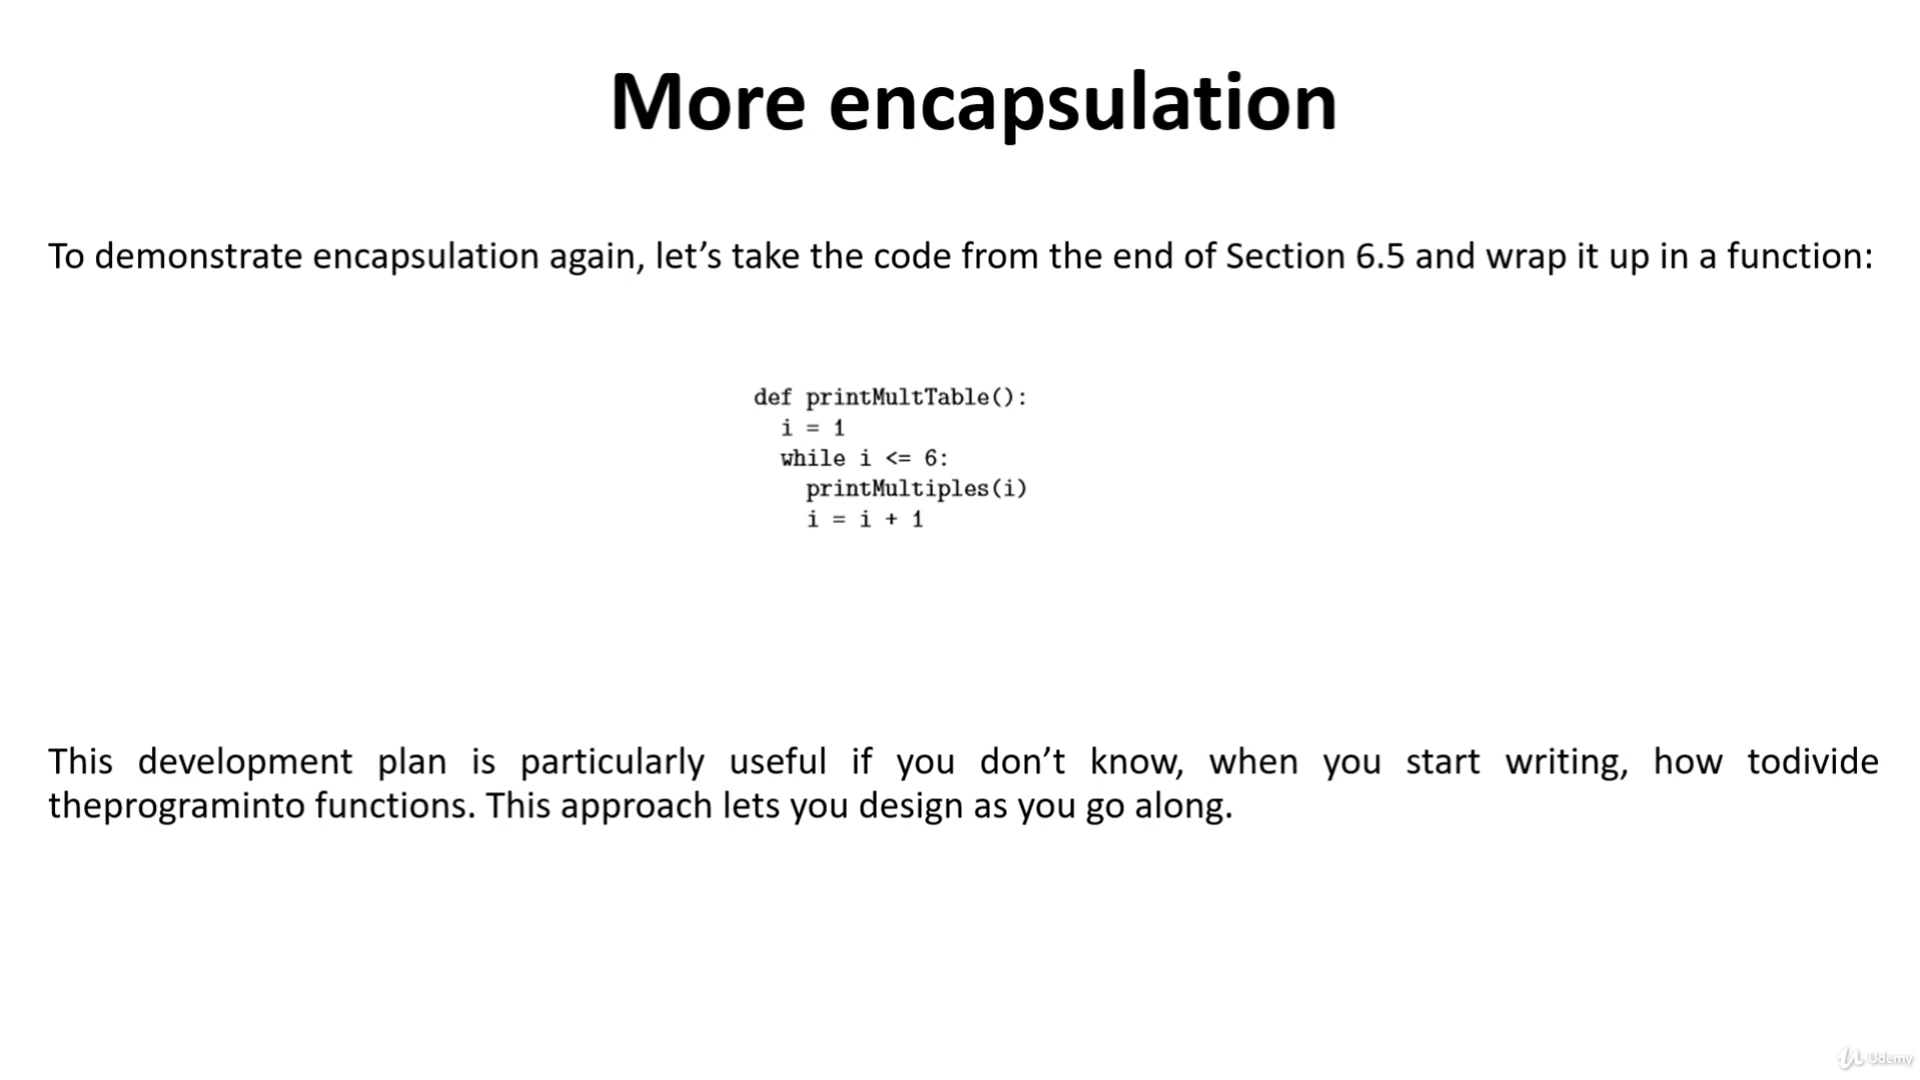 More encapsulation
To demonstrate encapsulation again, let’s take the code from the end of Section 6.5 and wrap it up in a function:
def printMultTable():
i = 1
while i <= 6:
printMultiples(i)
i = i + 1
This development plan is particularly useful if you don’t know, when you start writing, how todivide
theprograminto functions. This approach lets you design as you go along.
Udemy